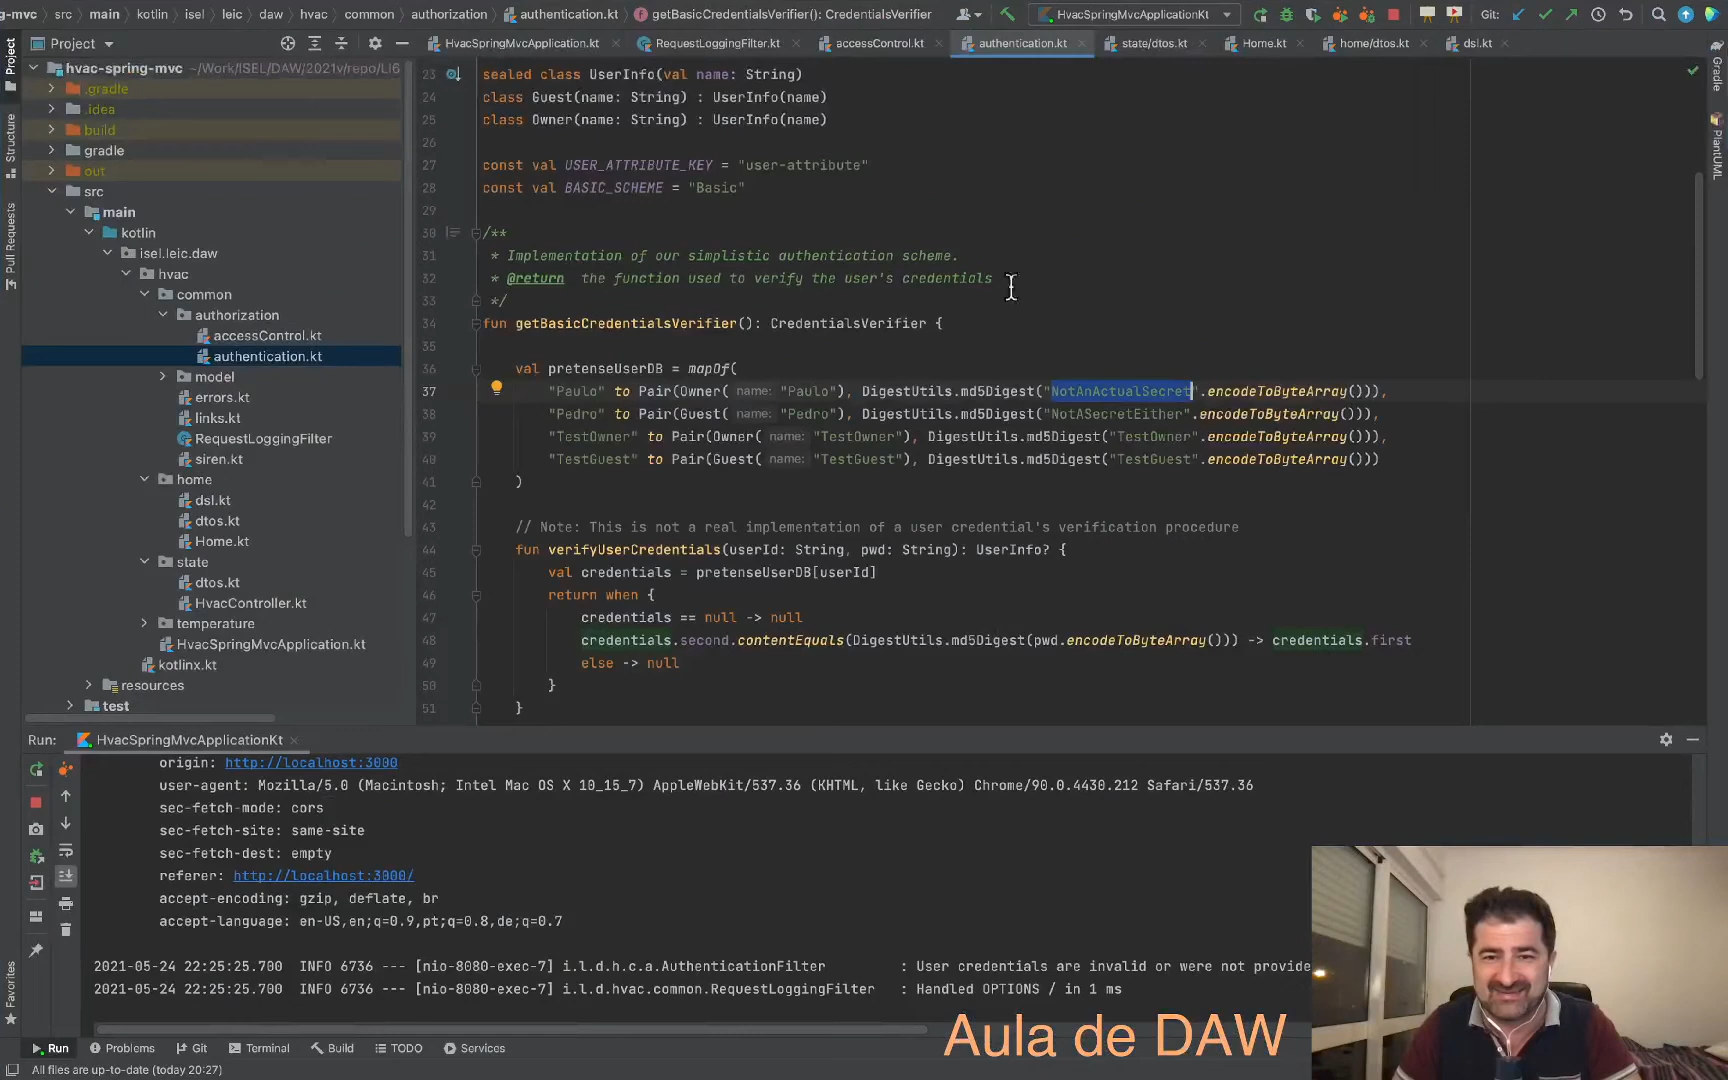 g-mvc src main kotlin isel leic daw hvac common authorization authentication.kt getBasicCredentialsVerifier(): CredentialsVerifier HvacSpringMvcApplicationKt Git:
Project HvacSpringMvcApplication.kt RequestLoggingFilter.kt accessControl.kt authentication.kt state/dtos.kt Home.kt home/dtos.kt dsl.kt
Project
Structure
Pull Requests
Favorites
Gradle
PlantUML
hvac-spring-mvc ~/Work/ISEL/DAW/2021v/repo/LI6
.gradle
.idea
build
gradle
out
src
main
kotlin
isel.leic.daw
hvac
common
authorization
accessControl.kt
authentication.kt
model
errors.kt
links.kt
RequestLoggingFilter
siren.kt
home
dsl.kt
dtos.kt
Home.kt
state
dtos.kt
HvacController.kt
temperature
HvacSpringMvcApplication.kt
kotlinx.kt
resources
test
23 sealed class UserInfo(val name: String)
24 class Guest(name: String) : UserInfo(name)
25 class Owner(name: String) : UserInfo(name)
26
27 const val USER_ATTRIBUTE_KEY = "user-attribute"
28 const val BASIC_SCHEME = "Basic"
29
30 /**
31 * Implementation of our simplistic authentication scheme.
32 * @return the function used to verify the user's credentials
33 */
34 fun getBasicCredentialsVerifier(): CredentialsVerifier {
35
36 val pretenseUserDB = mapOf(
37 "Paulo" to Pair(Owner( name: "Paulo"), DigestUtils.md5Digest("NotAnActualSecret".encodeToByteArray())),
38 "Pedro" to Pair(Guest( name: "Pedro"), DigestUtils.md5Digest("NotASecretEither".encodeToByteArray())),
39 "TestOwner" to Pair(Owner( name: "TestOwner"), DigestUtils.md5Digest("TestOwner".encodeToByteArray())),
40 "TestGuest" to Pair(Guest( name: "TestGuest"), DigestUtils.md5Digest("TestGuest".encodeToByteArray()))
41 )
42
43 // Note: This is not a real implementation of a user credential's verification procedure
44 fun verifyUserCredentials(userId: String, pwd: String): UserInfo? {
45 val credentials = pretenseUserDB[userId]
46 return when {
47 credentials == null -> null
48 credentials.second.contentEquals(DigestUtils.md5Digest(pwd.encodeToByteArray())) -> credentials.first
49 else -> null
50 }
51 }
Run: HvacSpringMvcApplicationKt
origin: http://localhost:3000
user-agent: Mozilla/5.0 (Macintosh; Intel Mac OS X 10_15_7) AppleWebKit/537.36 (KHTML, like Gecko) Chrome/90.0.4430.212 Safari/537.36
sec-fetch-mode: cors
sec-fetch-site: same-site
sec-fetch-dest: empty
referer: http://localhost:3000/
accept-encoding: gzip, deflate, br
accept-language: en-US,en;q=0.9,pt;q=0.8,de;q=0.7
2021-05-24 22:25:25.700 INFO 6736 --- [nio-8080-exec-7] i.l.d.h.c.a.AuthenticationFilter : User credentials are invalid or were not provide
2021-05-24 22:25:25.700 INFO 6736 --- [nio-8080-exec-7] i.l.d.hvac.common.RequestLoggingFilter : Handled OPTIONS / in 1 ms
Aula de DAW
Run Problems Git Terminal Build TODO Services
All files are up-to-date (today 20:27)